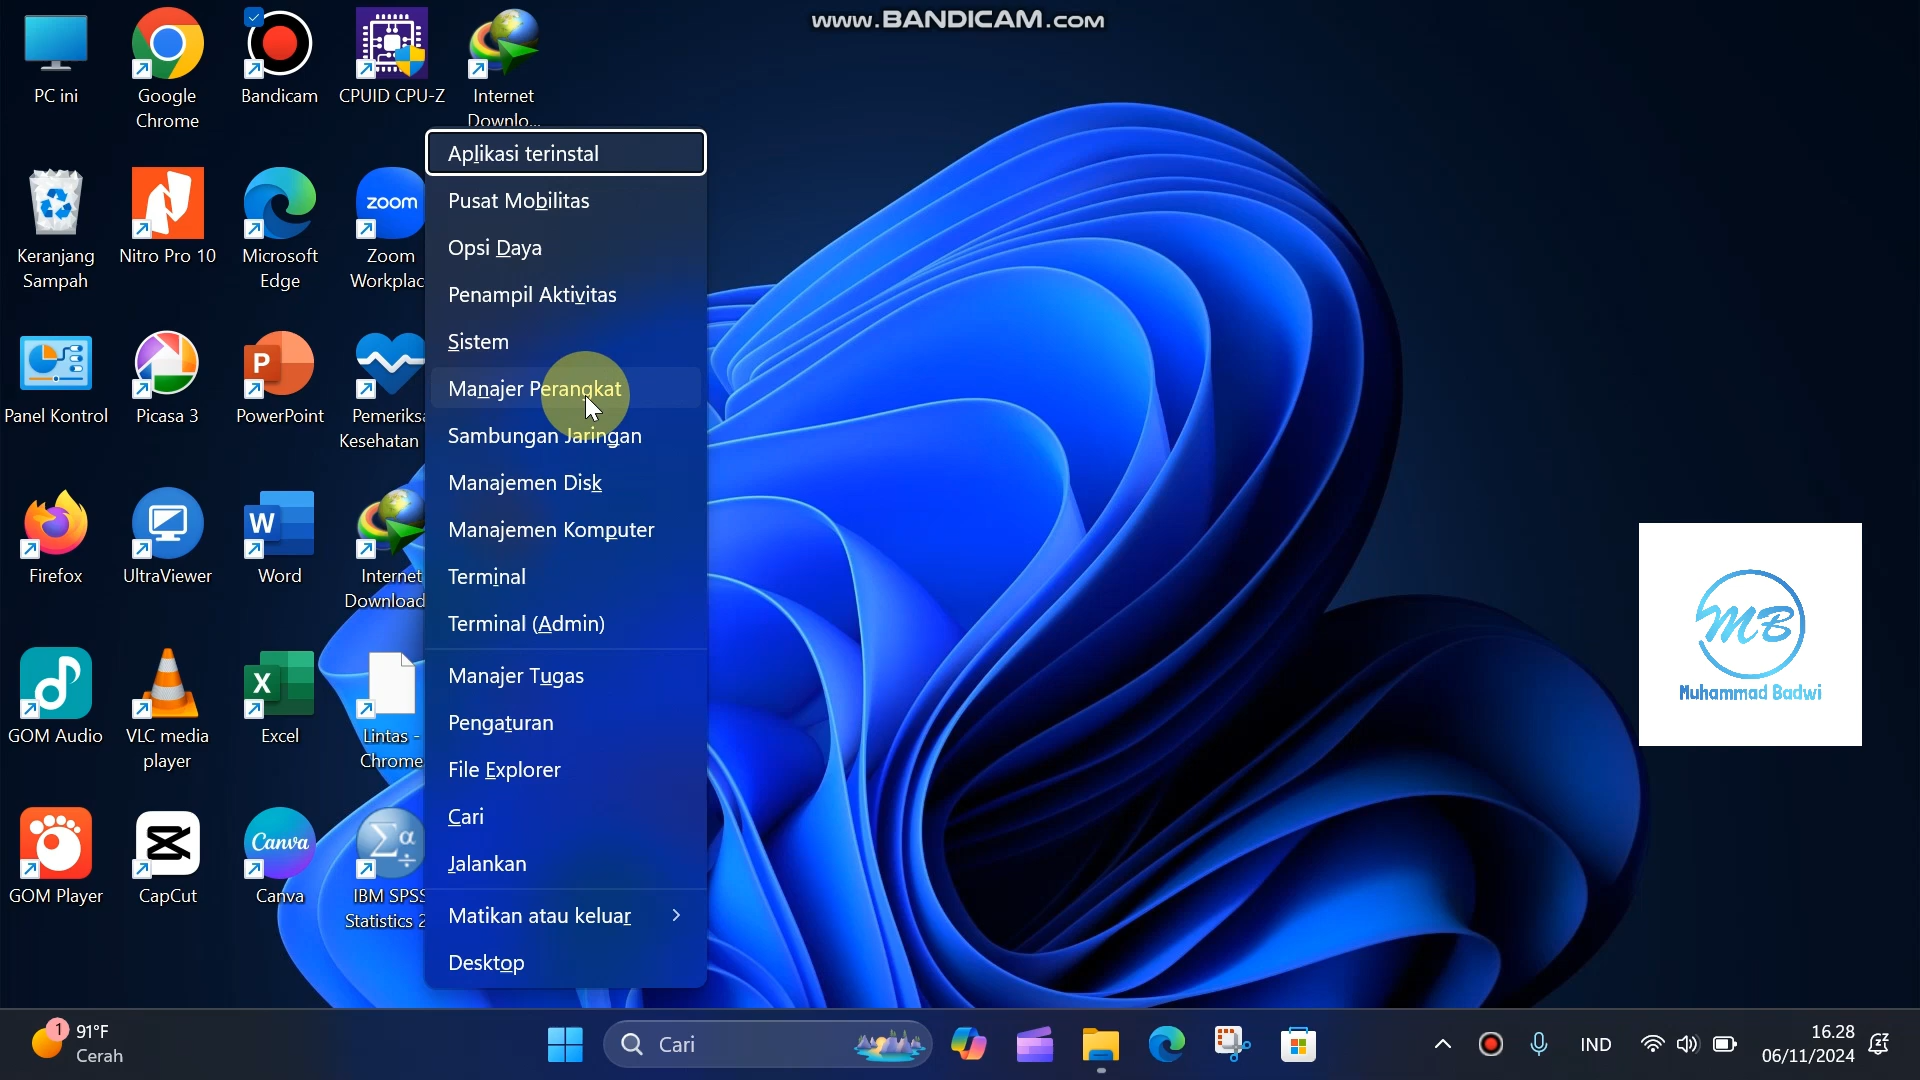 www.BANDICAM.com
PC ini
Google
Chrome
Bandicam
CPUID CPU-Z
Internet
Downlo...
Keranjang
Sampah
Nitro Pro 10
Microsoft
Edge
zoom
Zoom
Workplac
Panel Kontrol
Picasa 3
P
PowerPoint
Pemeriksa
Kesehatan
Firefox
UltraViewer
W
Word
Internet
Download
GOM Audio
VLC media
player
X
Excel
Lintas -
Chrome
GOM Player
CapCut
Canva
Canva
Σα
÷
IBM SPSS
Statistics 2
Aplikasi terinstal
Pusat Mobilitas
Opsi Daya
Penampil Aktivitas
Sistem
Manajer Perangkat
Sambungan Jaringan
Manajemen Disk
Manajemen Komputer
Terminal
Terminal (Admin)
Manajer Tugas
Pengaturan
File Explorer
Cari
Jalankan
Matikan atau keluar
Desktop
MB
Muhammad Badwi
1
91°F
Cerah
Cari
IND
16.28
06/11/2024